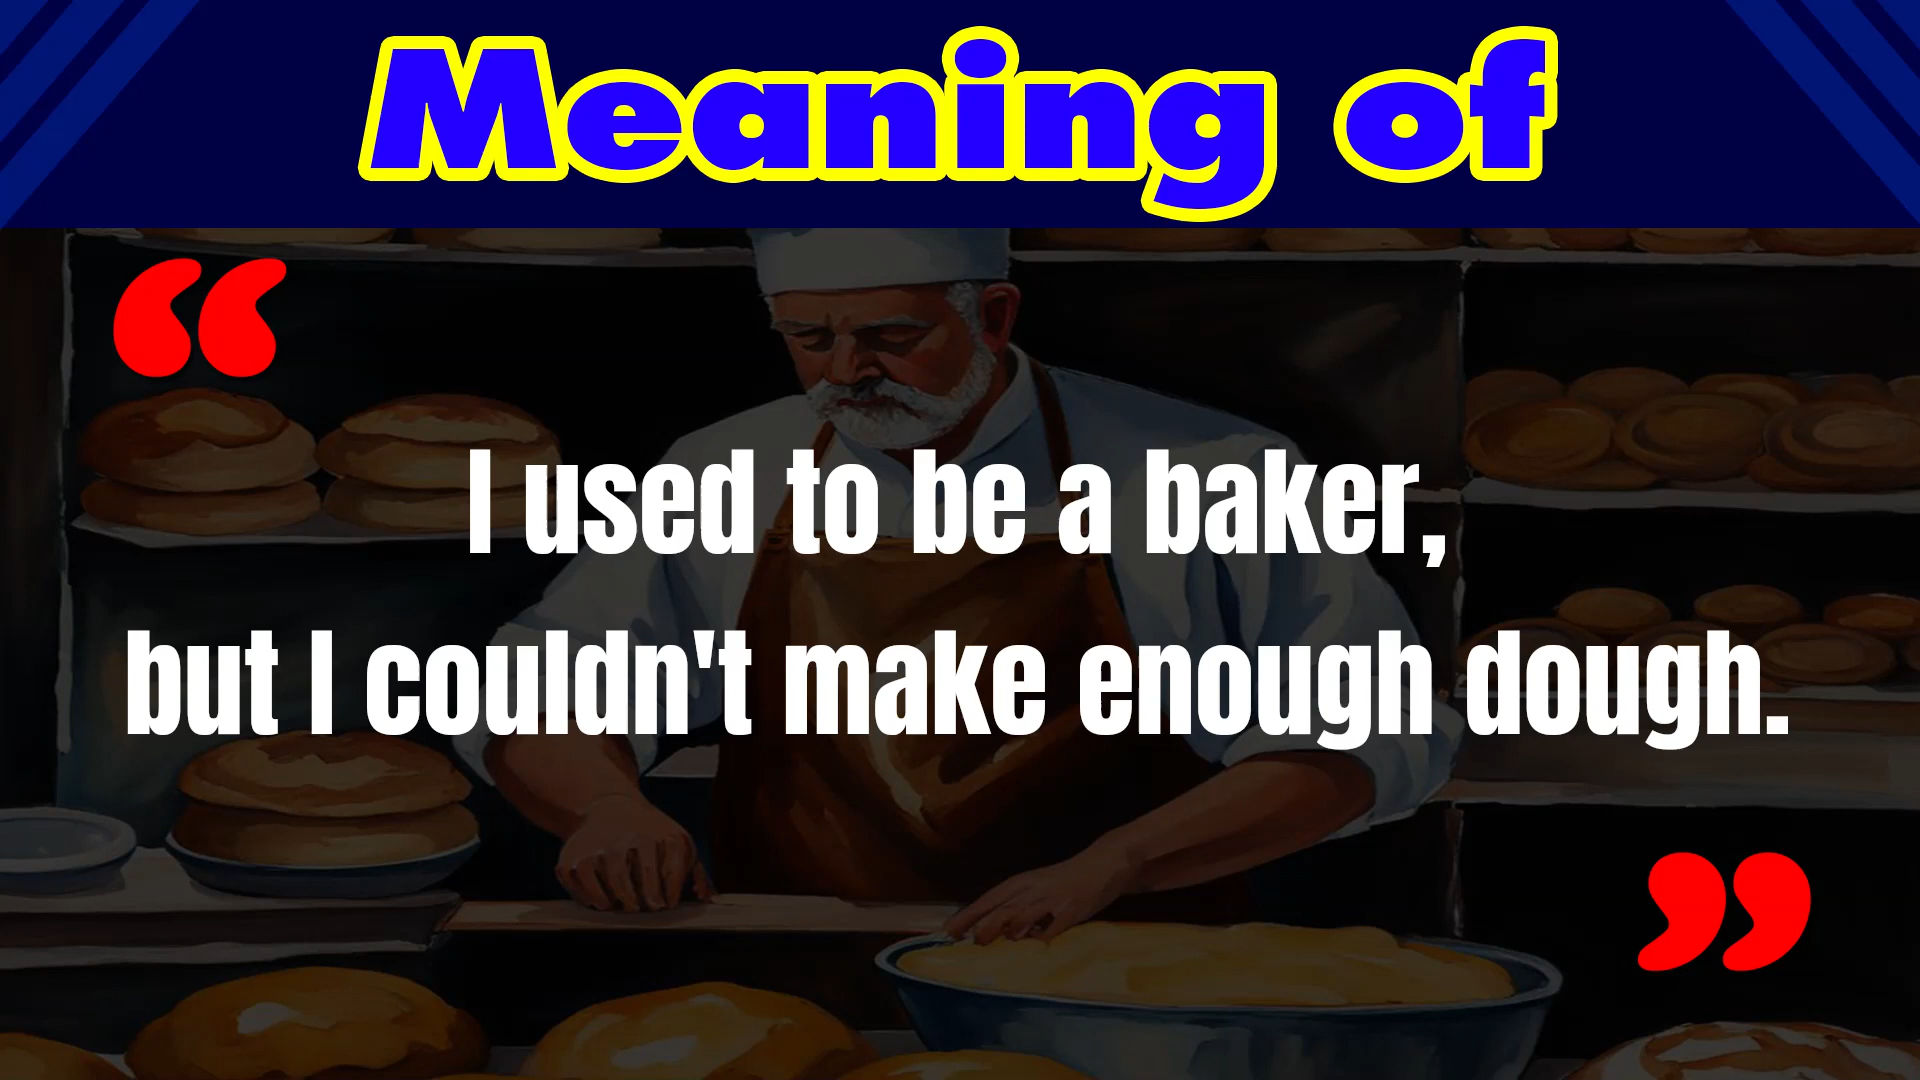 Meaning of
“
I used to be a baker,
but I couldn't make enough dough.
”